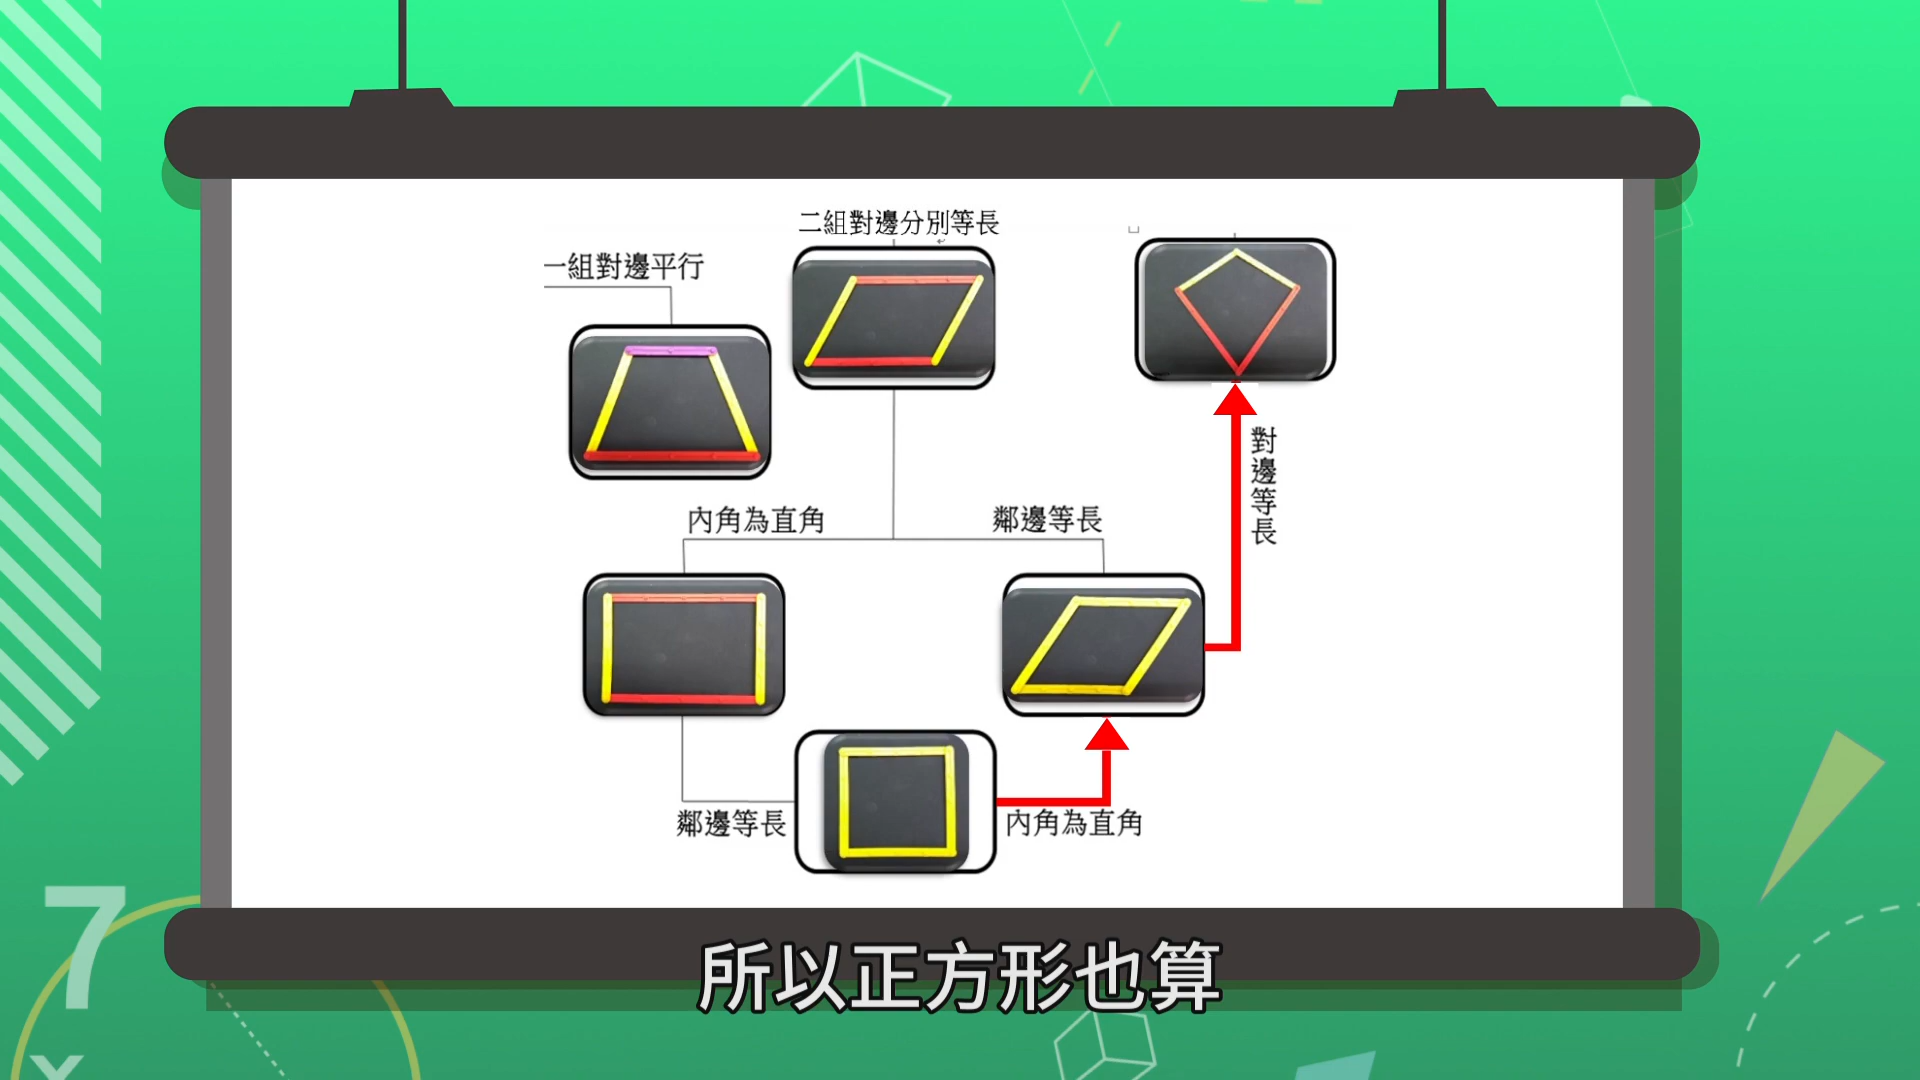 二組對邊分別等長
一組對邊平行
對邊等長
內角為直角
鄰邊等長
鄰邊等長
內角為直角
7
x
所以正方形也算